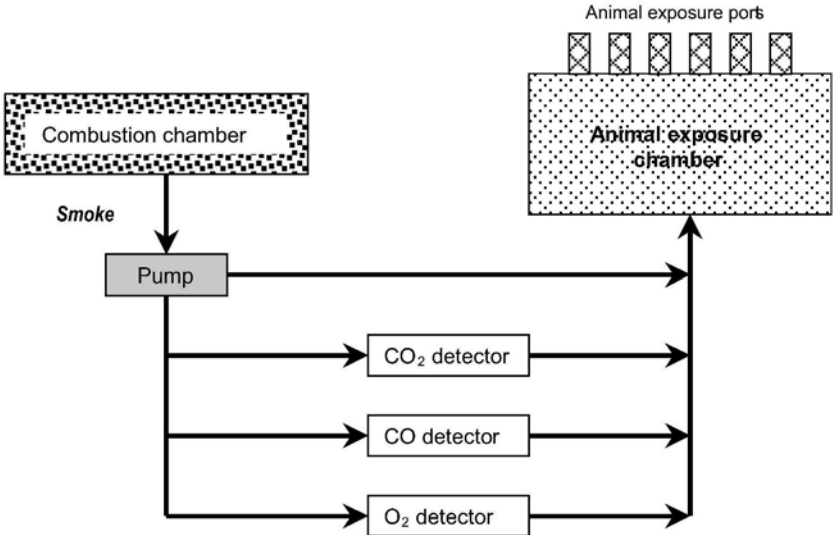 Animal exposure ports
Combustion chamber
Animal exposure
chamber
Smoke
Pump
CO₂ detector
CO detector
O₂ detector